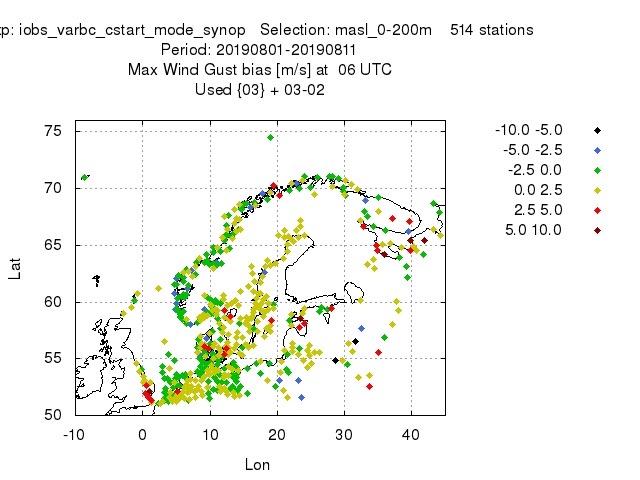 p: iobs_varbc_cstart_mode_synop Selection: masl_0-200m 514 stations
Period: 20190801-20190811
Max Wind Gust bias [m/s] at 06 UTC
Used {03} + 03-02
-10.0 -5.0
-5.0 -2.5
-2.5 0.0
0.0 2.5
2.5 5.0
5.0 10.0
75
70
65
60
55
50
Lat
-10 0 10 20 30 40
Lon